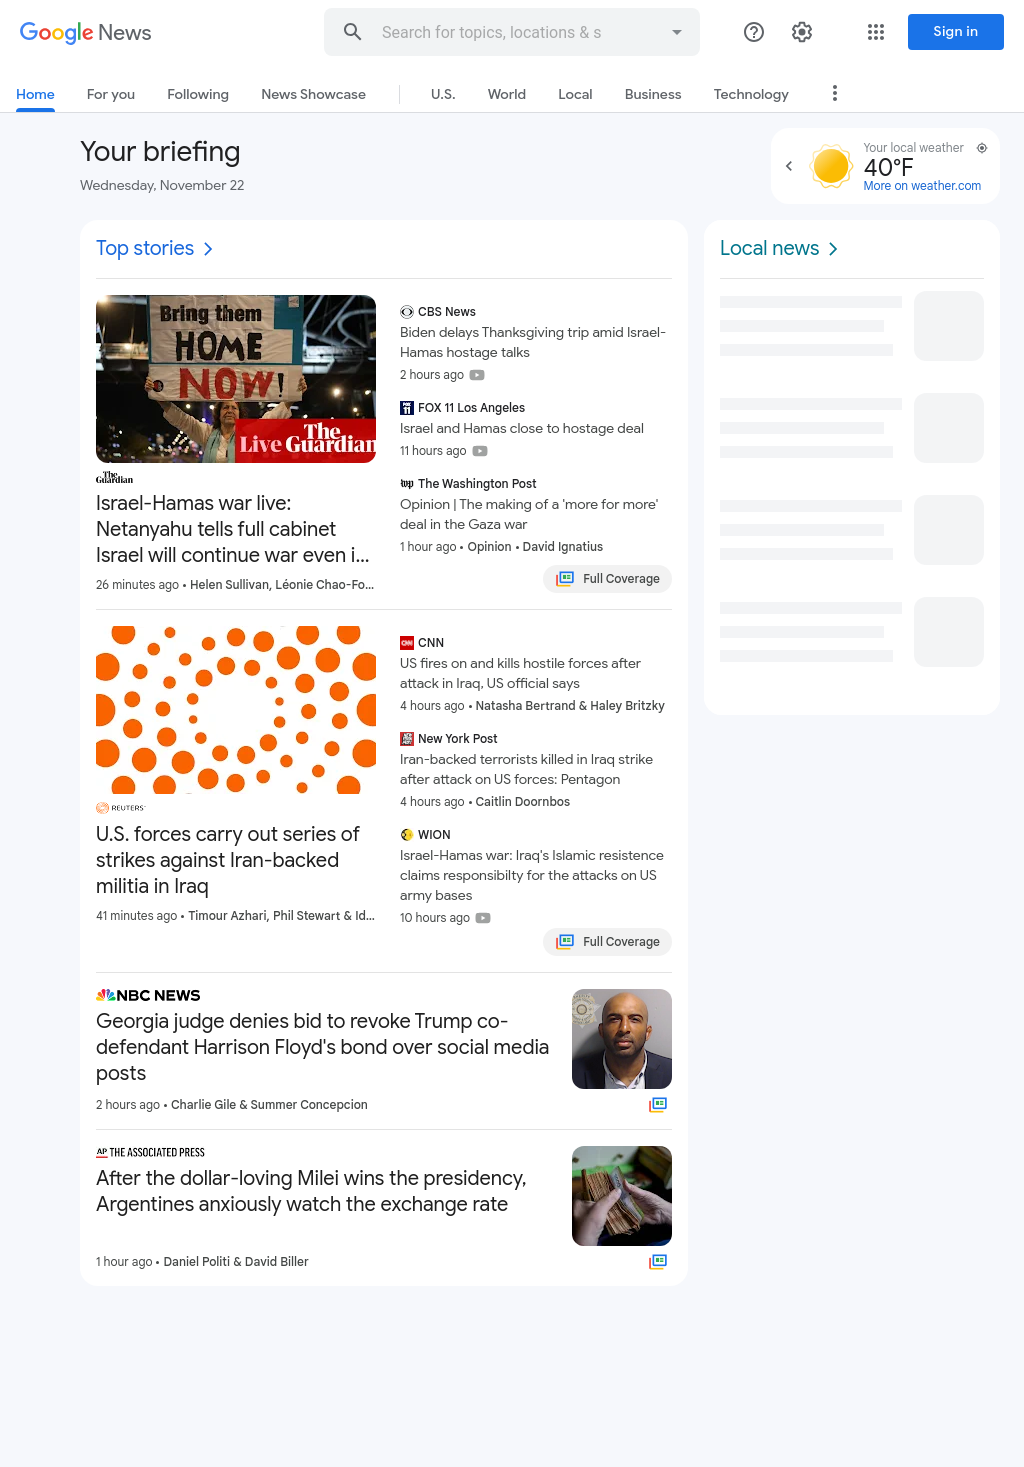 Google News
Search for topics, locations & s
Sign in
Home
For you
Following
News Showcase
U.S.
World
Local
Business
Technology
Your briefing
Wednesday, November 22
Your local weather
40°F
More on weather.com
Top stories
Bring them
HOME
NOW!
Live The Guardian
The Guardian
Israel-Hamas war live:
Netanyahu tells full cabinet
Israel will continue war even i...
26 minutes ago • Helen Sullivan, Léonie Chao-Fo...
CBS News
Biden delays Thanksgiving trip amid Israel-
Hamas hostage talks
2 hours ago
FOX 11 Los Angeles
Israel and Hamas close to hostage deal
11 hours ago
The Washington Post
Opinion | The making of a 'more for more'
deal in the Gaza war
1 hour ago • Opinion • David Ignatius
Full Coverage
REUTERS
U.S. forces carry out series of
strikes against Iran-backed
militia in Iraq
41 minutes ago • Timour Azhari, Phil Stewart & Id...
CNN
US fires on and kills hostile forces after
attack in Iraq, US official says
4 hours ago • Natasha Bertrand & Haley Britzky
New York Post
Iran-backed terrorists killed in Iraq strike
after attack on US forces: Pentagon
4 hours ago • Caitlin Doornbos
WION
Israel-Hamas war: Iraq's Islamic resistence
claims responsibilty for the attacks on US
army bases
10 hours ago
Full Coverage
NBC NEWS
Georgia judge denies bid to revoke Trump co-
defendant Harrison Floyd's bond over social media
posts
2 hours ago • Charlie Gile & Summer Concepcion
AP THE ASSOCIATED PRESS
After the dollar-loving Milei wins the presidency,
Argentines anxiously watch the exchange rate
1 hour ago • Daniel Politi & David Biller
Local news